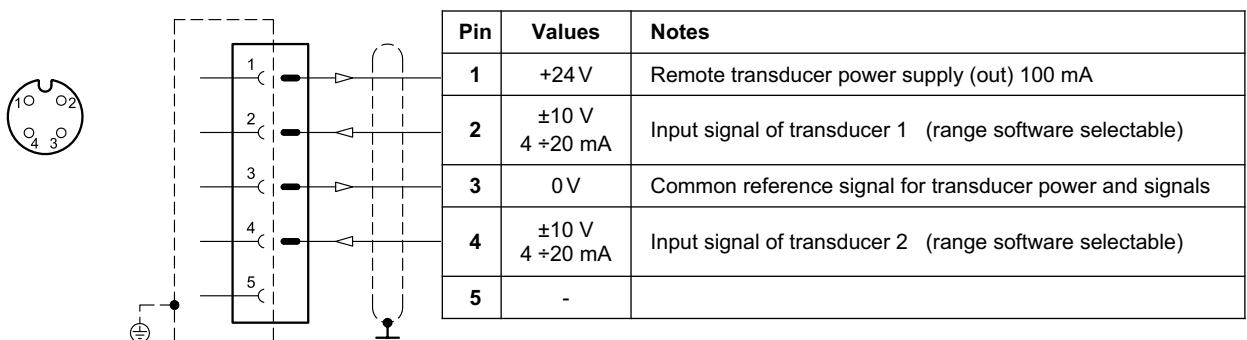 1 2
4 3
1
2
3
4
5
Pin Values Notes
1 +24 V Remote transducer power supply (out) 100 mA
2 ±10 V
4 ÷20 mA Input signal of transducer 1 (range software selectable)
3 0 V Common reference signal for transducer power and signals
4 ±10 V
4 ÷20 mA Input signal of transducer 2 (range software selectable)
5 -